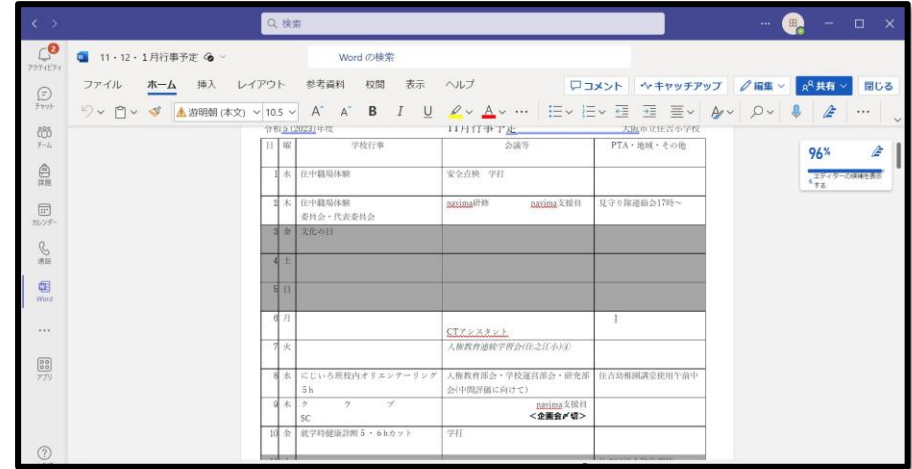 検索
田
2
アクティビティ
チャット
チーム
課題
カレンダー
通話
Word
アプリ
11・12・1月行事予定
Word の検索
ファイル ホーム 挿入 レイアウト 参考資料 校閲 表示 ヘルプ
コメント キャッチアップ 編集 共有 閉じる
游明朝 (本文) 10.5 A A B I U A
96%
エディターの候補を表示する
令和5(2023)年度 11月行事予定 大阪市立住吉小学校
日 曜 学校行事 会議等 PTA・地域・その他
1 水 住中職場体験 安全点検 学打
2 木 住中職場体験 navima研修 navima支援員 見守り隊連絡会17時～
委員会・代表委員会
3 金 文化の日
4 土
5 日
6 月
CTアシスタント
7 火 人権教育連続学習会(住之江小)④
8 水 にじいろ班校内オリエンテーリング 人権教育部会・学校運営部会・研究部 住吉幼稚園講堂使用午前中
5h 会(中間評価に向けて)
9 木 クラブ navima支援員
SC <企画会〆切>
10 金 就学時健康診断5・6hカット 学打